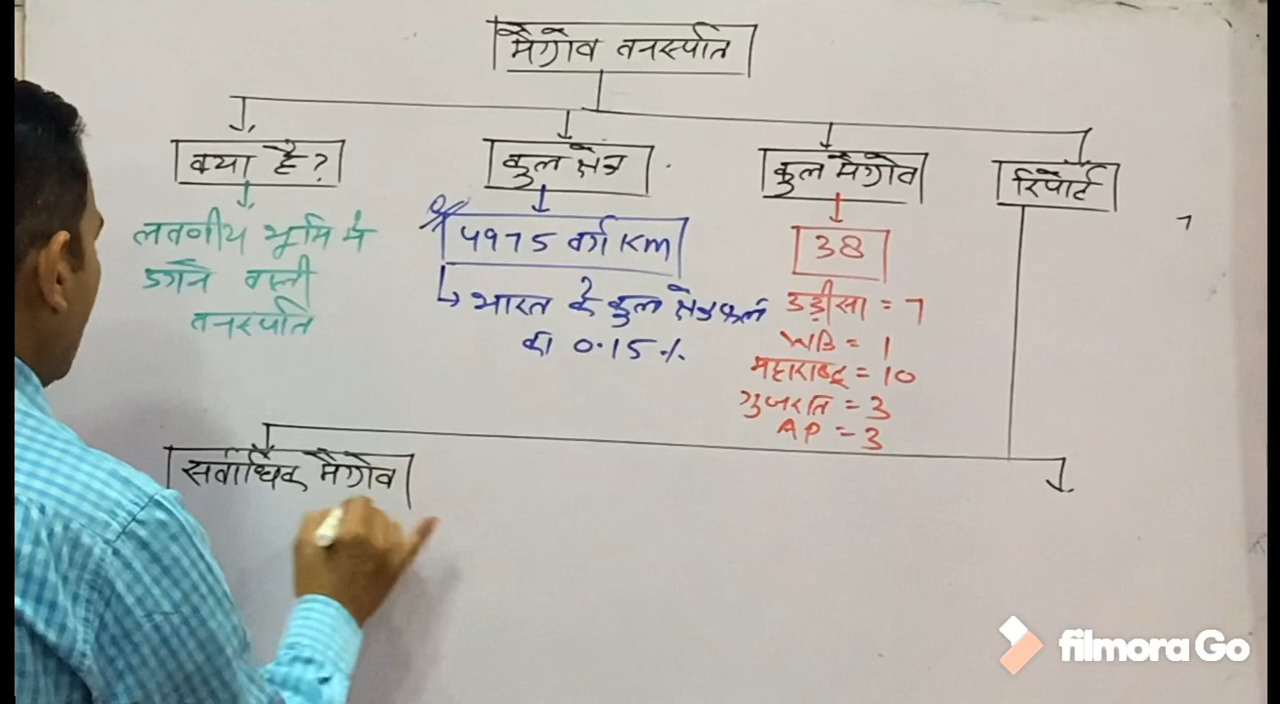 मैंग्रोव वनस्पति
क्या है?
कुल क्षेत्र
कुल मैंग्रोव
रिपोर्ट
लवणीय भूमि में
उगने वाली
वनस्पति
4975 वर्ग Km
भारत के कुल क्षेत्रफल
का 0.15 %
38
उड़ीसा = 7
WB = 1
महाराष्ट्र = 10
गुजरात = 3
AP = 3
सर्वाधिक मैंग्रोव
filmora Go